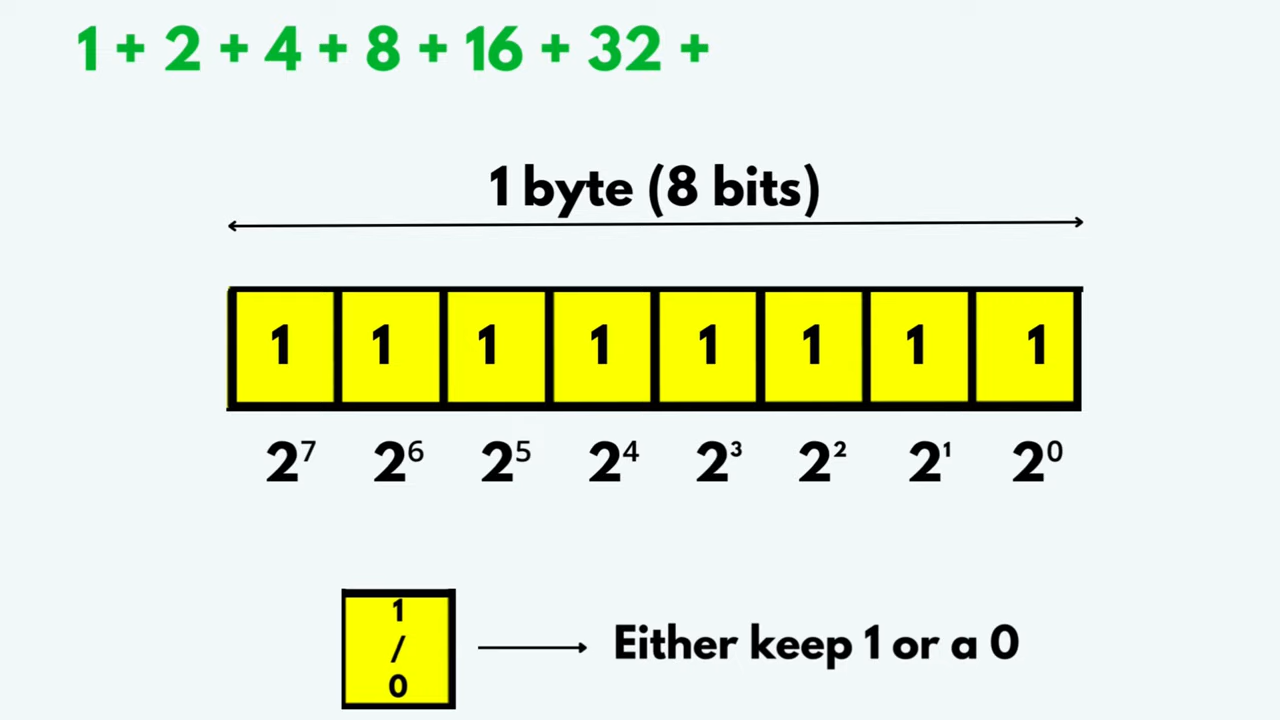 1 + 2 + 4 + 8 + 16 + 32 +
1 byte (8 bits)
1 1 1 1 1 1 1 1
2⁷ 2⁶ 2⁵ 2⁴ 2³ 2² 2¹ 2⁰
1
/
0
Either keep 1 or a 0